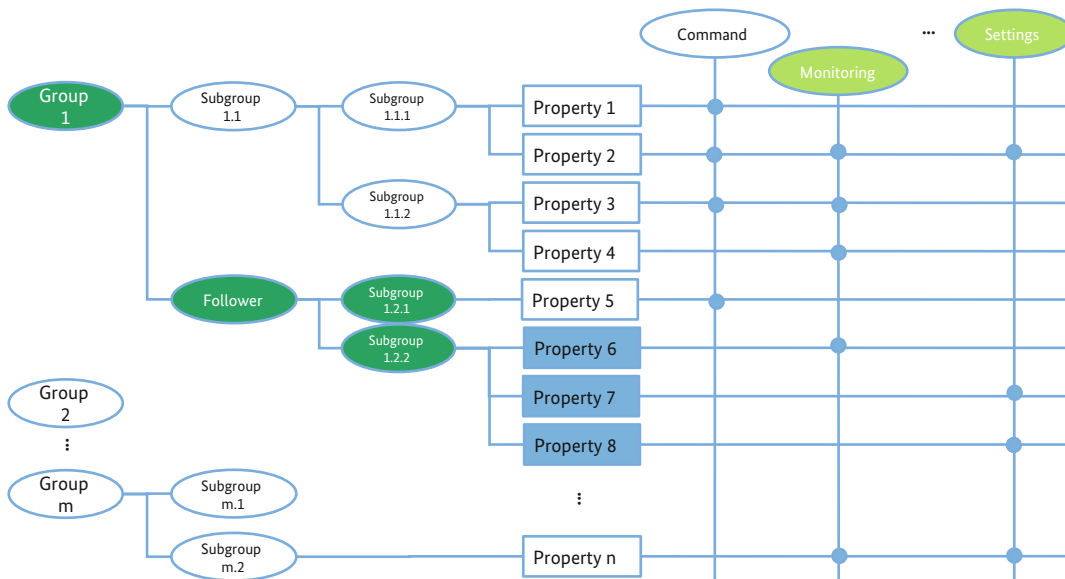 Command
...
Settings
Monitoring
Group
1
Subgroup
1.1
Subgroup
1.1.1
Property 1
Property 2
Subgroup
1.1.2
Property 3
Property 4
Follower
Subgroup
1.2.1
Property 5
Subgroup
1.2.2
Property 6
Property 7
Property 8
Group
2
⋮
Group
m
Subgroup
m.1
⋮
Subgroup
m.2
Property n